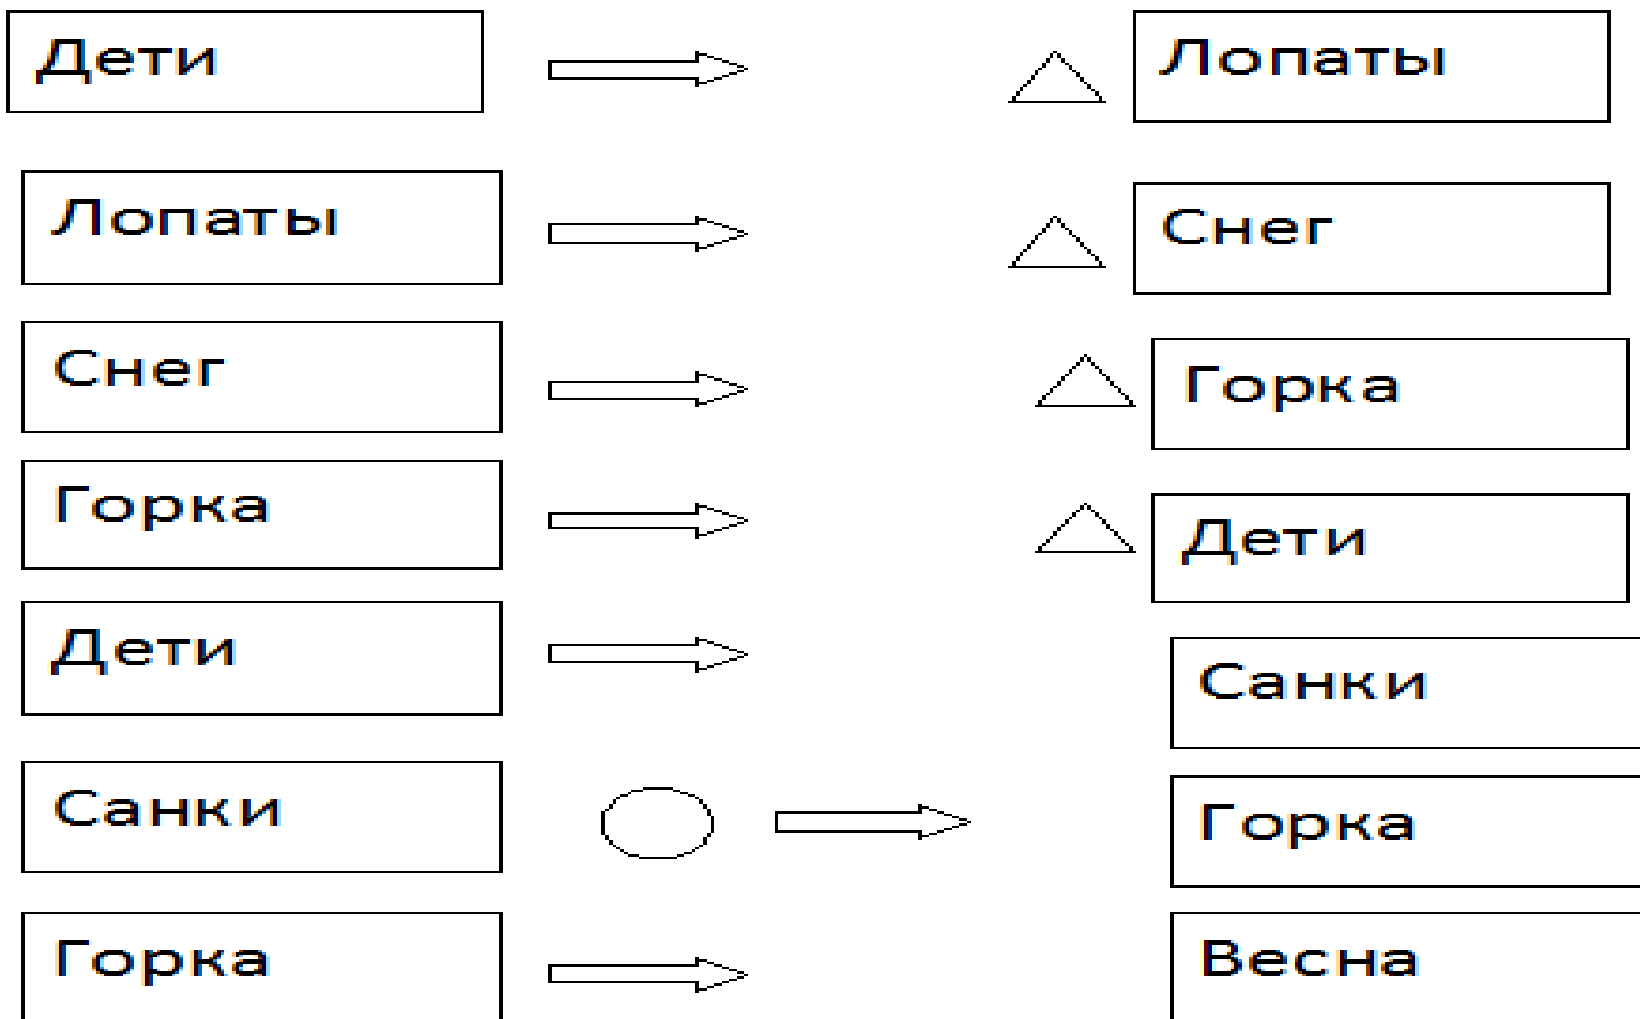 Дети Лопаты
Лопаты Снег
Снег Горка
Горка Дети
Дети Санки
Санки Горка
Горка Весна